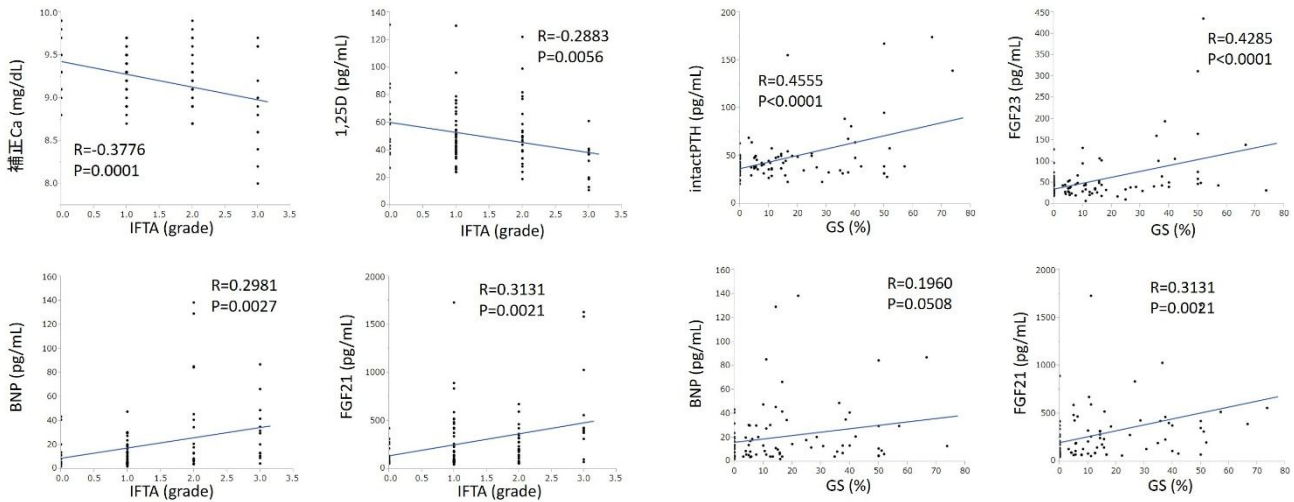 補正Ca (mg/dL)
10.0
9.5
9.0
8.5
8.0
R=-0.3776
P=0.0001
0.0 0.5 1.0 1.5 2.0 2.5 3.0 3.5
IFTA (grade)
1,25D (pg/mL)
140
120
100
80
60
40
20
0
R=-0.2883
P=0.0056
0.0 0.5 1.0 1.5 2.0 2.5 3.0 3.5
IFTA (grade)
intactPTH (pg/mL)
200
150
100
50
0
R=0.4555
P<0.0001
0 10 20 30 40 50 60 70 80
GS (%)
FGF23 (pg/mL)
450
400
350
300
250
200
150
100
50
0
R=0.4285
P<0.0001
0 10 20 30 40 50 60 70 80
GS (%)
BNP (pg/mL)
160
140
120
100
80
60
40
20
0
R=0.2981
P=0.0027
0.0 0.5 1.0 1.5 2.0 2.5 3.0 3.5
IFTA (grade)
FGF21 (pg/mL)
2000
1500
1000
500
0
R=0.3131
P=0.0021
0.0 0.5 1.0 1.5 2.0 2.5 3.0 3.5
IFTA (grade)
BNP (pg/mL)
160
140
120
100
80
60
40
20
0
R=0.1960
P=0.0508
0 10 20 30 40 50 60 70 80
GS (%)
FGF21 (pg/mL)
2000
1500
1000
500
0
R=0.3131
P=0.0021
0 10 20 30 40 50 60 70 80
GS (%)